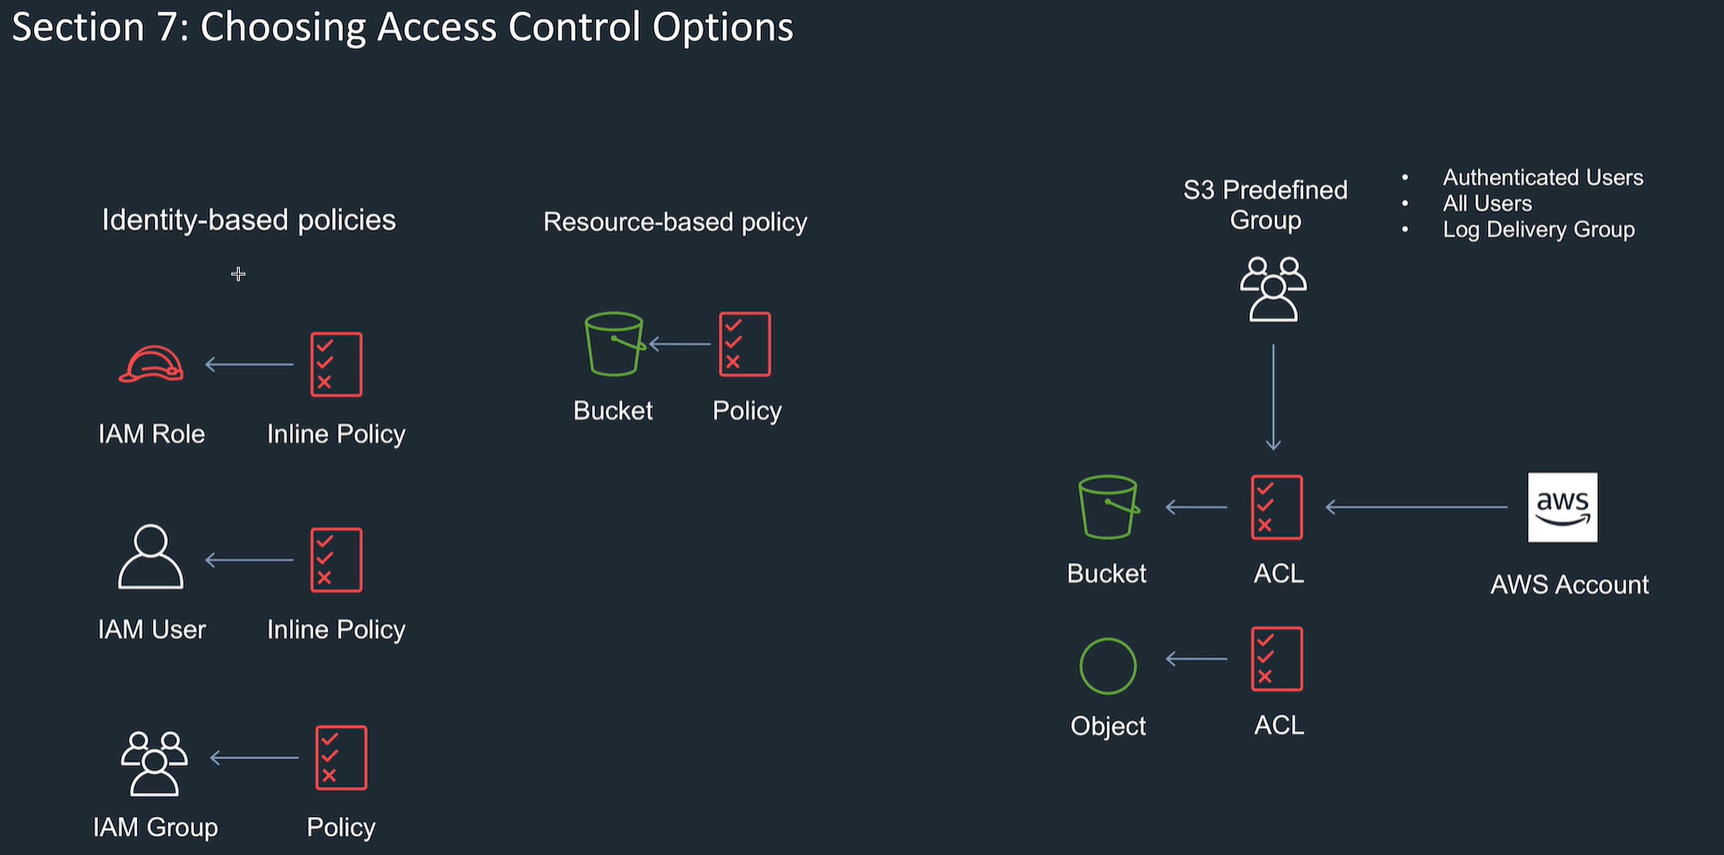 Section 7: Choosing Access Control Options
Identity-based policies
IAM Role
Inline Policy
IAM User
Inline Policy
IAM Group
Policy
Resource-based policy
Bucket
Policy
S3 Predefined
Group
• Authenticated Users
• All Users
• Log Delivery Group
Bucket
ACL
aws
AWS Account
Object
ACL